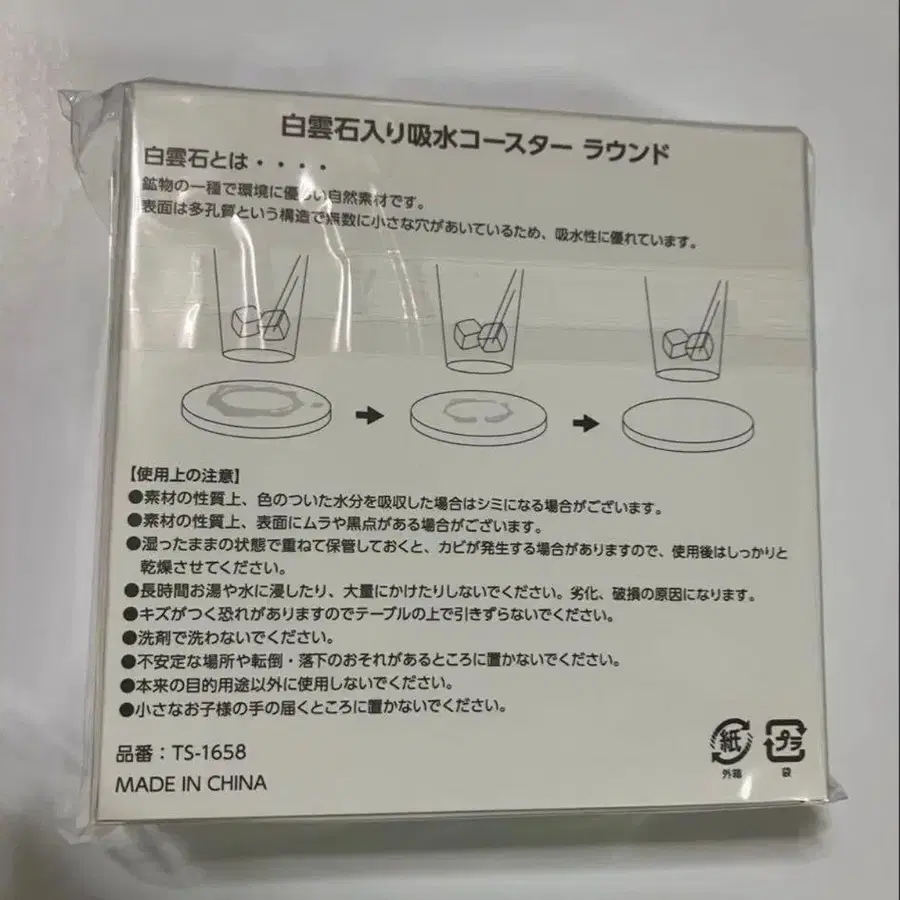 白雲石入り吸水コースター ラウンド
白雲石とは・・・・
鉱物の一種で環境に優しい自然素材です。
表面は多孔質という構造で無数に小さな穴があいているため、吸水性に優れています。
【使用上の注意】
●素材の性質上、色のついた水分を吸収した場合はシミになる場合がございます。
●素材の性質上、表面にムラや黒点がある場合がございます。
●湿ったままの状態で重ねて保管しておくと、カビが発生する場合がありますので、使用後はしっかりと
乾燥させてください。
●長時間お湯や水に浸したり、大量にかけたりしないでください。劣化、破損の原因になります。
●キズがつく恐れがありますのでテーブルの上で引きずらないでください。
●洗剤で洗わないでください。
●不安定な場所や転倒・落下のおそれがあるところに置かないでください。
●本来の目的用途以外に使用しないでください。
●小さなお子様の手の届くところに置かないでください。
品番：TS-1658
MADE IN CHINA
紙
外箱
プラ
袋